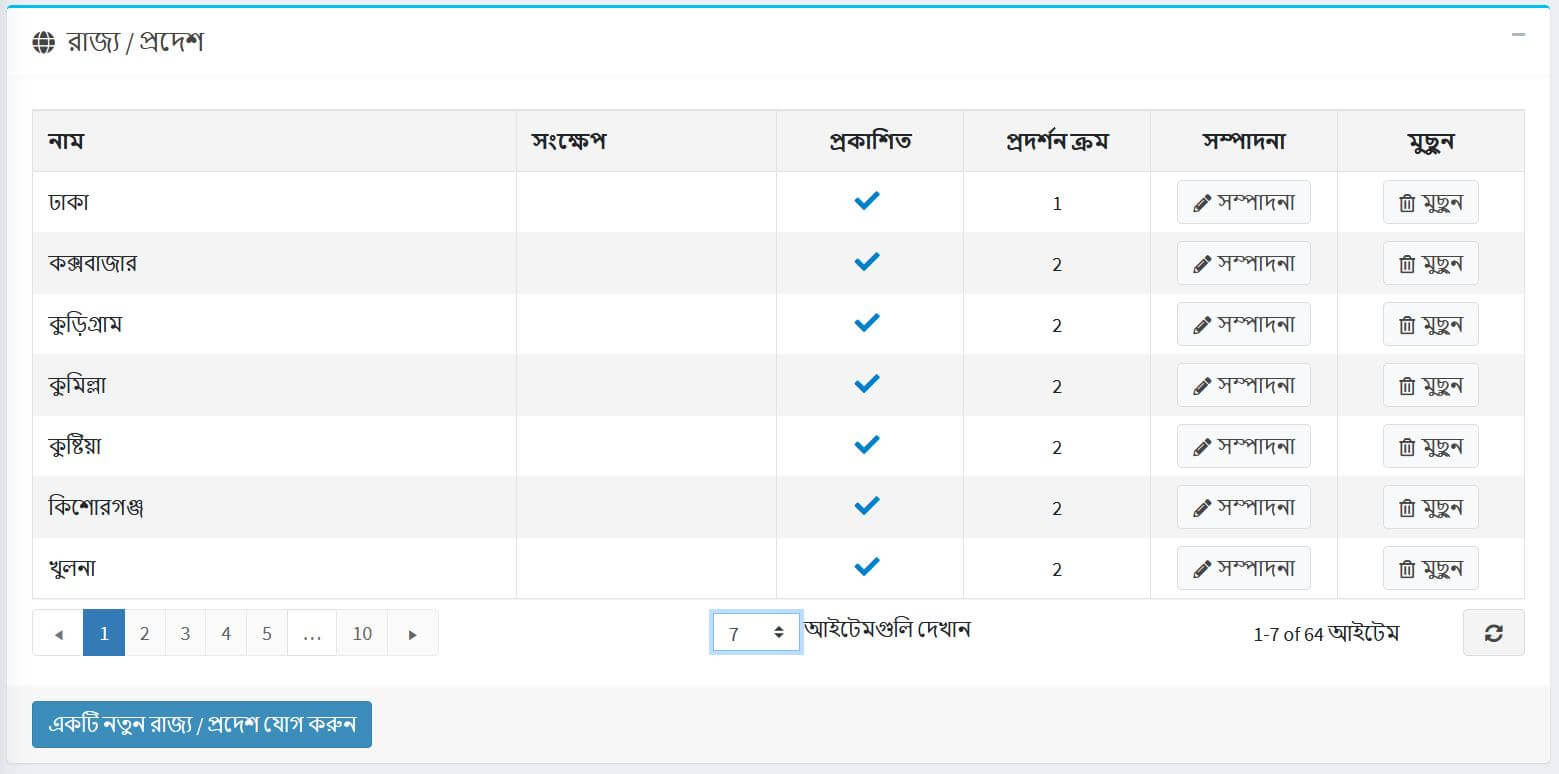 রাজ্য / প্রদেশ
নাম সংক্ষেপ প্রকাশিত প্রদর্শন ক্রম সম্পাদনা মুছুন
ঢাকা 1 সম্পাদনা মুছুন
কক্সবাজার 2 সম্পাদনা মুছুন
কুড়িগ্রাম 2 সম্পাদনা মুছুন
কুমিল্লা 2 সম্পাদনা মুছুন
কুষ্টিয়া 2 সম্পাদনা মুছুন
কিশোরগঞ্জ 2 সম্পাদনা মুছুন
খুলনা 2 সম্পাদনা মুছুন
1 2 3 4 5 ... 10 7 আইটেমগুলি দেখান 1-7 of 64 আইটেম
একটি নতুন রাজ্য / প্রদেশ যোগ করুন